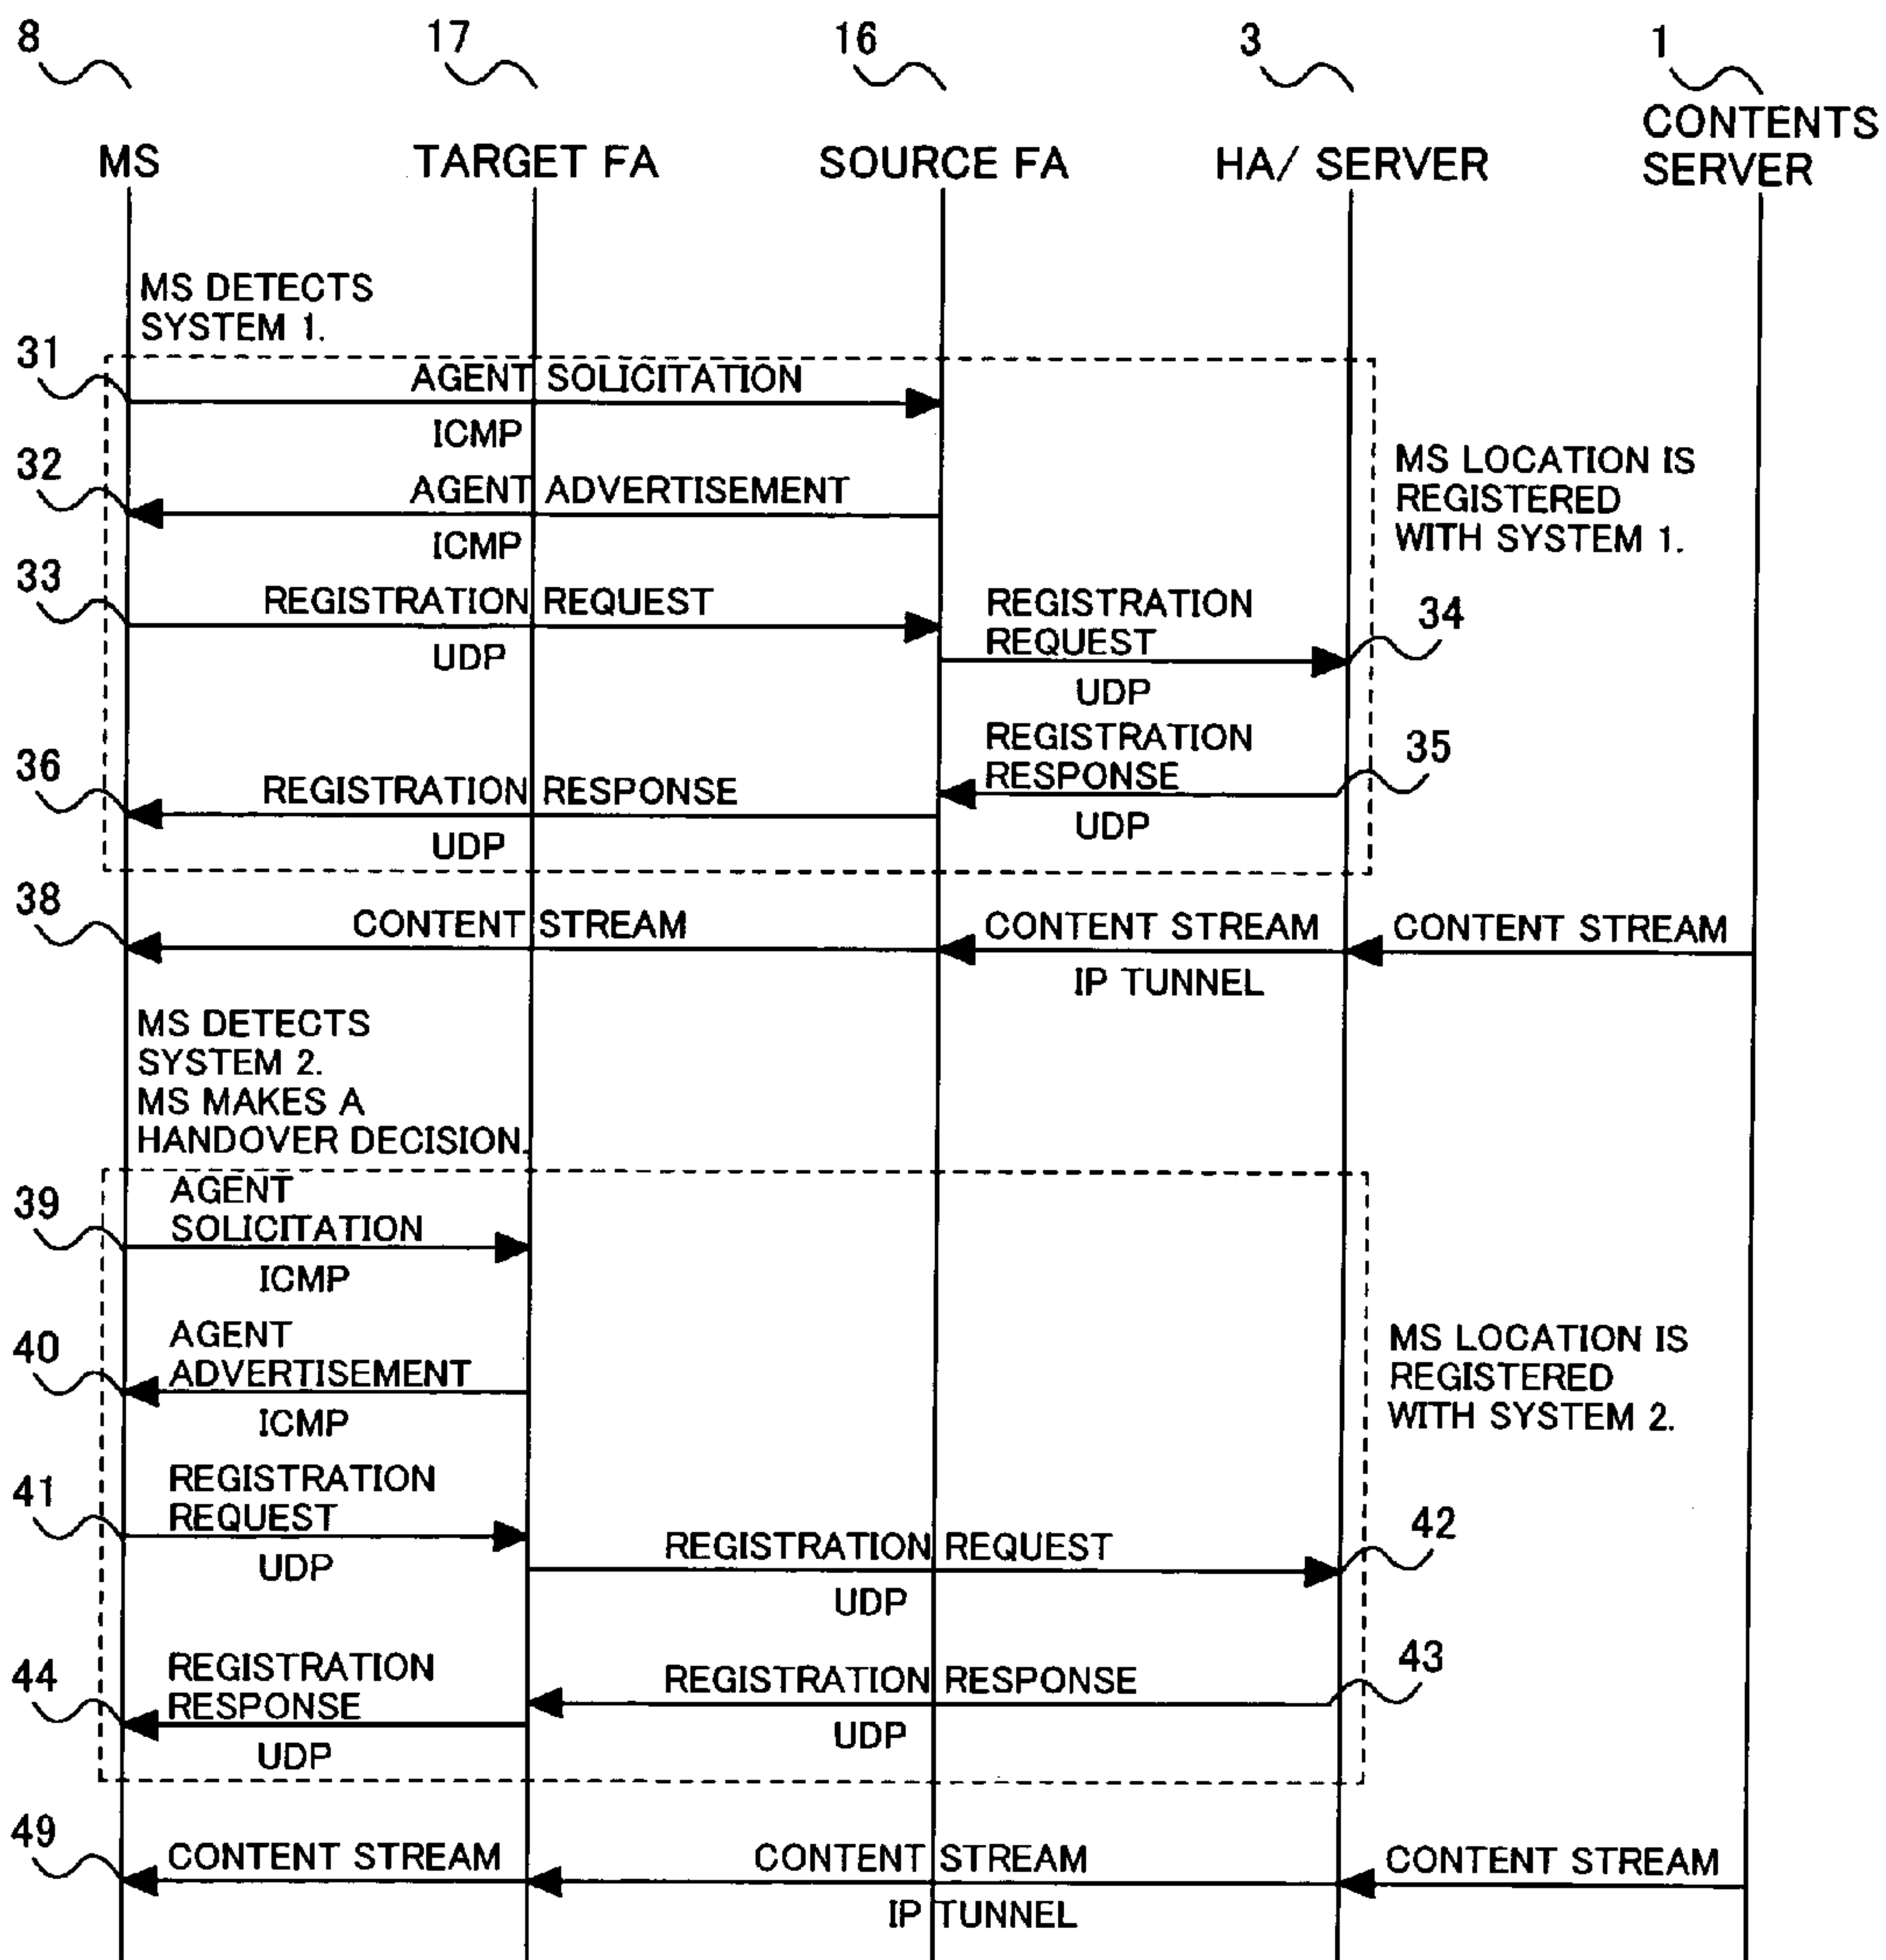 8
17
16
3
1
MS
TARGET FA
SOURCE FA
HA/ SERVER
CONTENTS
SERVER
MS DETECTS
SYSTEM 1.
31
AGENT SOLICITATION
ICMP
32
AGENT ADVERTISEMENT
ICMP
MS LOCATION IS
REGISTERED
WITH SYSTEM 1.
33
REGISTRATION REQUEST
UDP
REGISTRATION
REQUEST
UDP
34
REGISTRATION
RESPONSE
UDP
35
36
REGISTRATION RESPONSE
UDP
38
CONTENT STREAM
CONTENT STREAM
IP TUNNEL
CONTENT STREAM
MS DETECTS
SYSTEM 2.
MS MAKES A
HANDOVER DECISION.
39
AGENT
SOLICITATION
ICMP
40
AGENT
ADVERTISEMENT
ICMP
MS LOCATION IS
REGISTERED
WITH SYSTEM 2.
41
REGISTRATION
REQUEST
UDP
REGISTRATION REQUEST
UDP
42
44
REGISTRATION
RESPONSE
UDP
REGISTRATION RESPONSE
UDP
43
49
CONTENT STREAM
CONTENT STREAM
IP TUNNEL
CONTENT STREAM